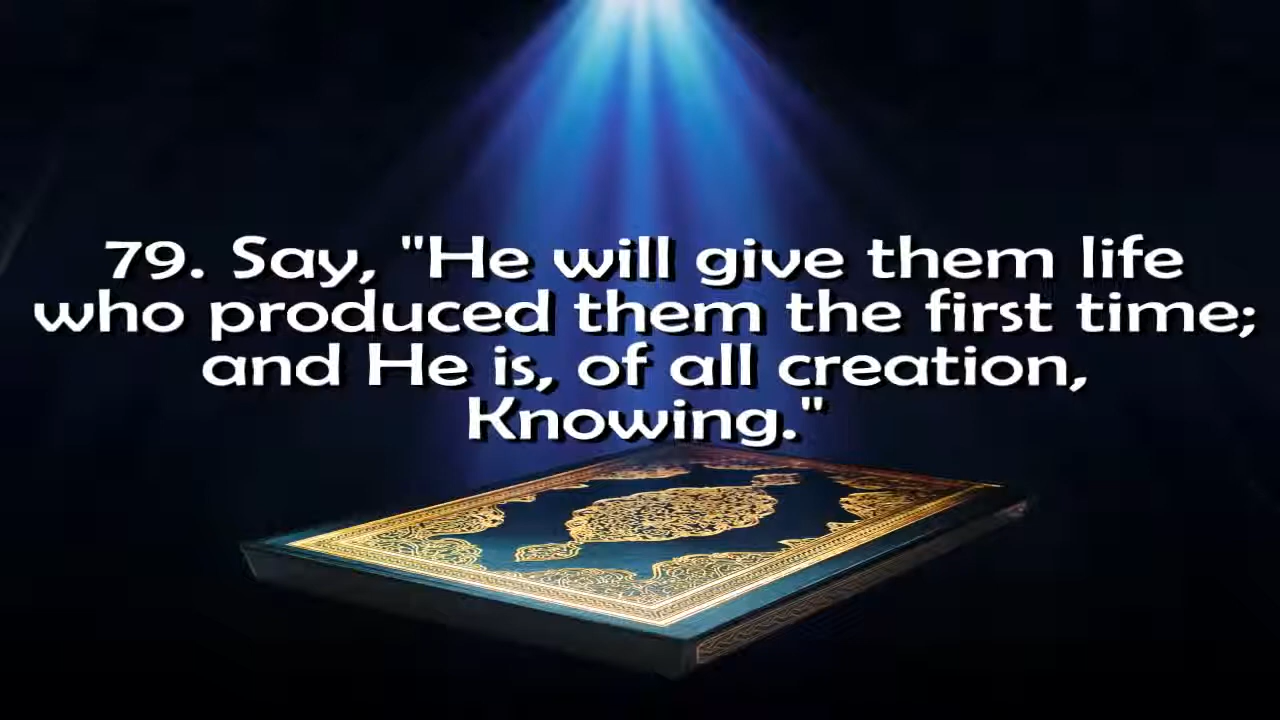 79. Say, "He will give them life
who produced them the first time;
and He is, of all creation,
Knowing."